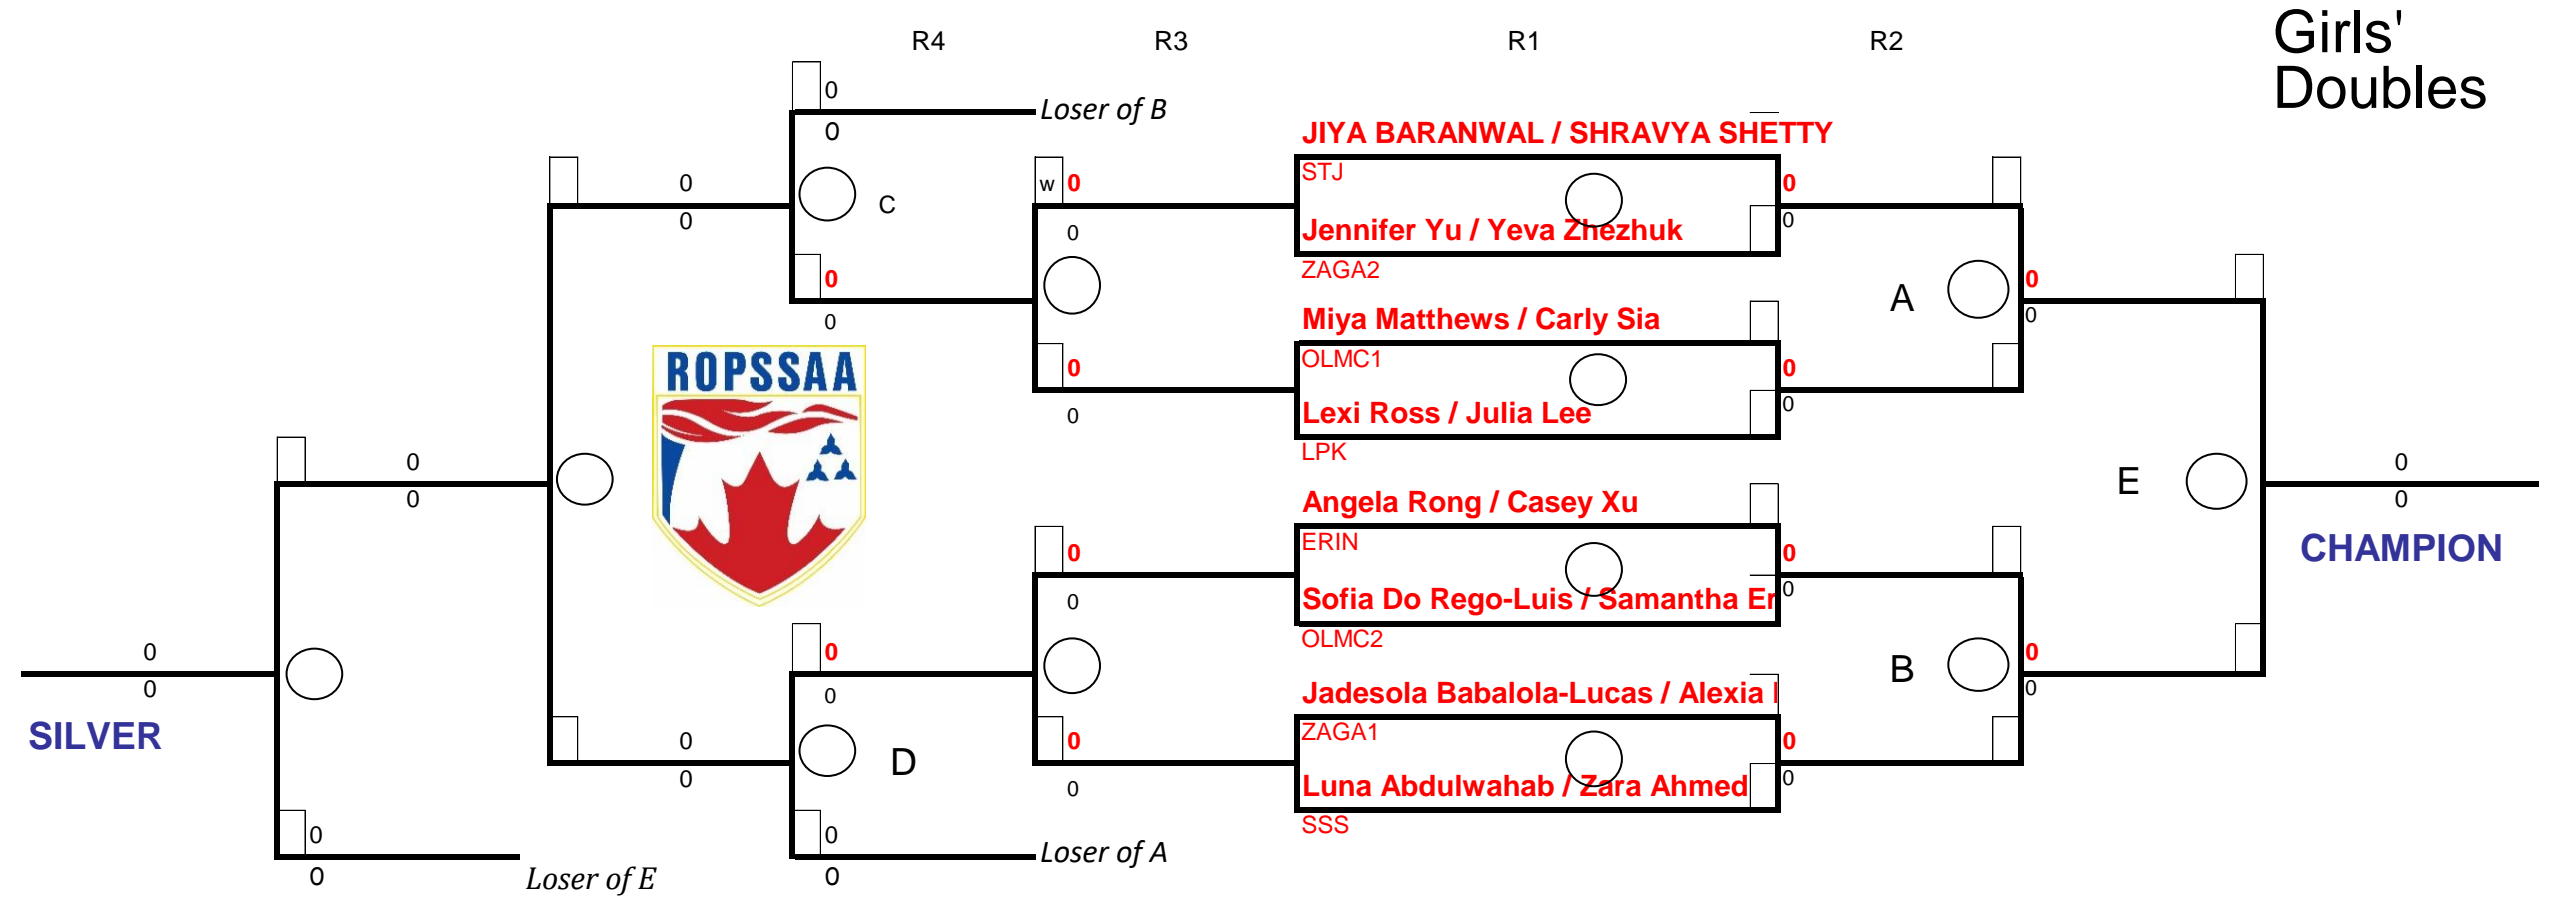 Girls'
Doubles
R4 R3 R1 R2
0
Loser of B
0
JIYA BARANWAL / SHRAVYA SHETTY
STJ
0 w 0 0
0 0 0
C
Jennifer Yu / Yeva Zhezhuk
ZAGA2
0 0
A
0 0
Miya Matthews / Carly Sia
OLMC1
ROPSSAA
0 0
0 0
Lexi Ross / Julia Lee
LPK
0 E 0
0 0
Angela Rong / Casey Xu
ERIN
0 0
CHAMPION
0 0
Sofia Do Rego-Luis / Samantha
OLMC2
0 0 0
B
0 0 0
Jadesola Babalola-Lucas / Alexia
ZAGA1
SILVER
0 0 0
D
0 0 0
Luna Abdulwahab / Zara Ahmed
SSS
0 0
Loser of A
0 0
Loser of E